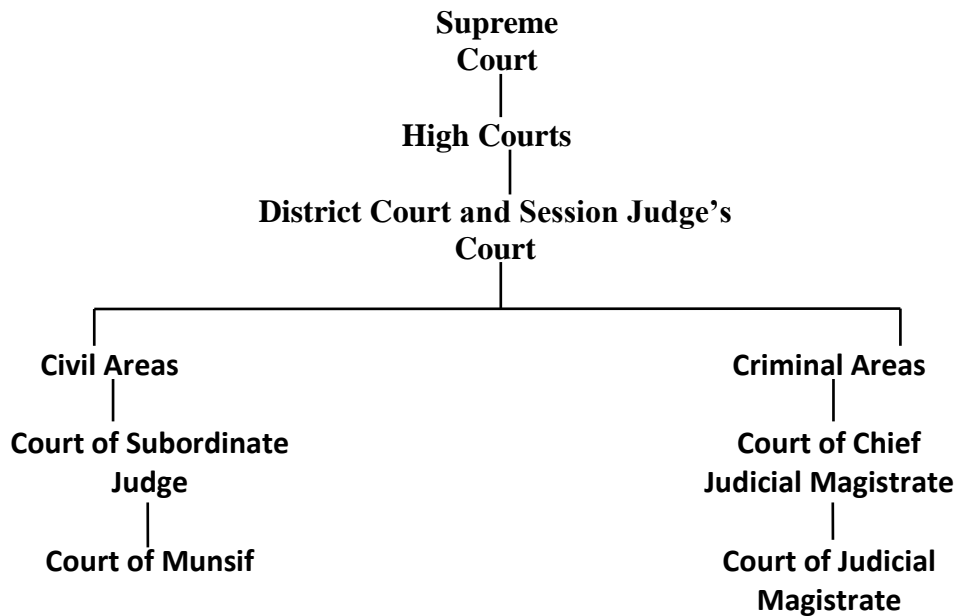 Supreme
Court
High Courts
District Court and Session Judge’s
Court
Civil Areas
Criminal Areas
Court of Subordinate
Judge
Court of Chief
Judicial Magistrate
Court of Munsif
Court of Judicial
Magistrate